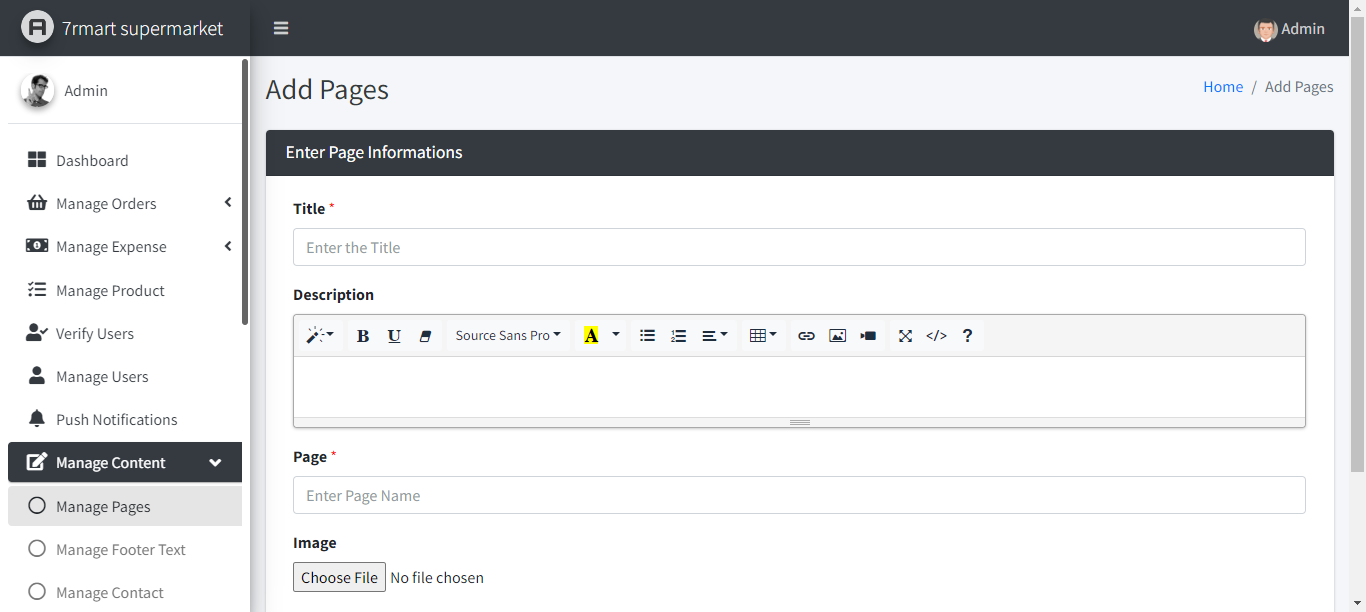 7rmart supermarket
Admin
Admin
Dashboard
Manage Orders
Manage Expense
Manage Product
Verify Users
Manage Users
Push Notifications
Manage Content
Manage Pages
Manage Footer Text
Manage Contact
Add Pages
Home / Add Pages
Enter Page Informations
Title *
Enter the Title
Description
B U Source Sans Pro A </> ?
Page *
Enter Page Name
Image
Choose File No file chosen